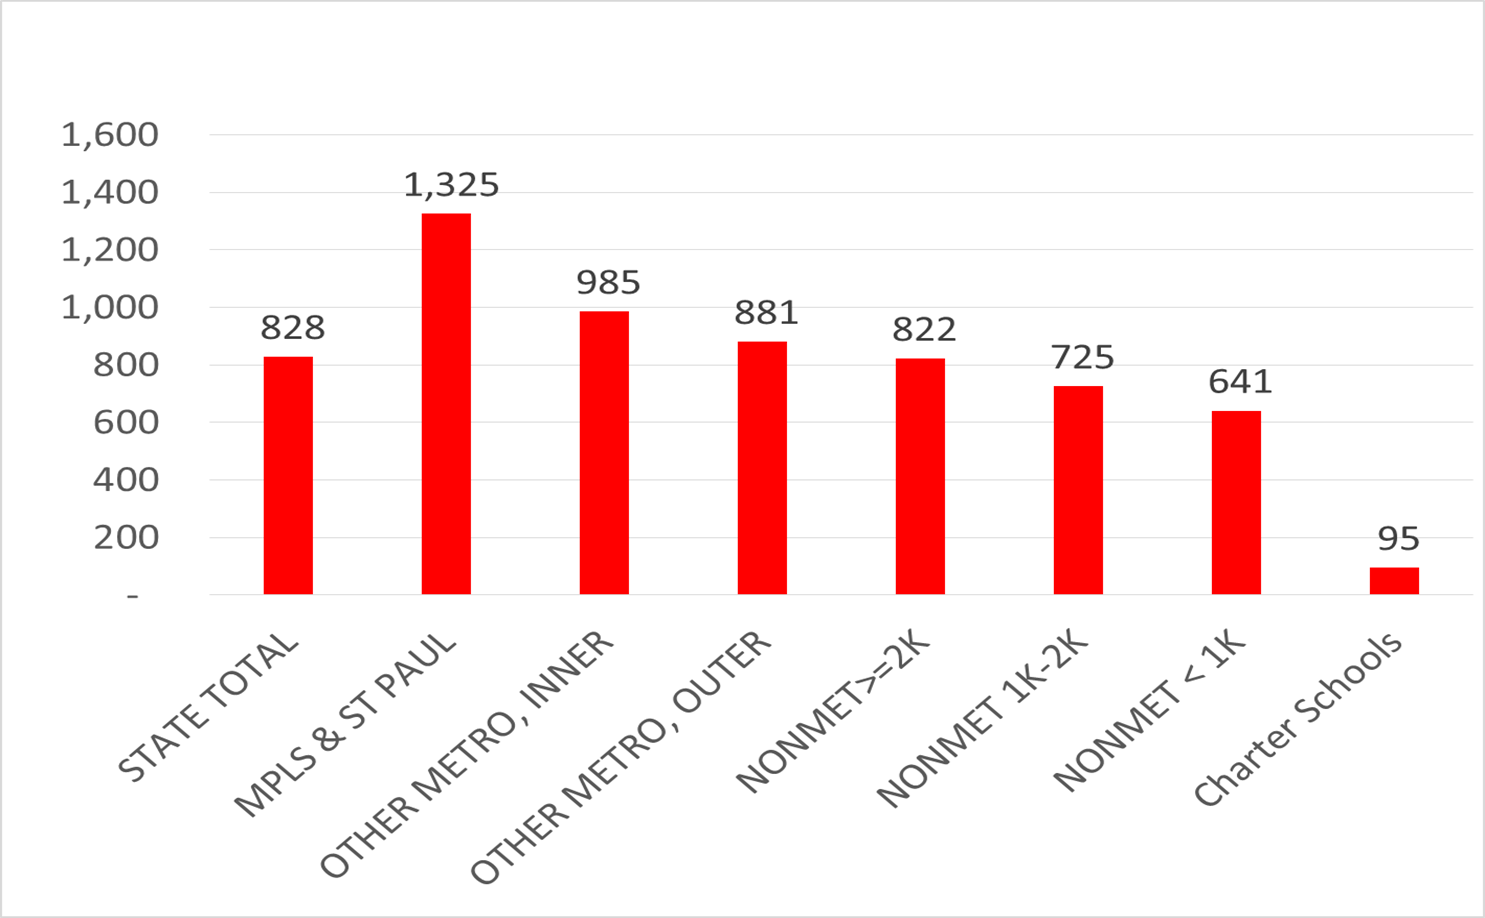 1,600
1,400
1,200
1,000
800
600
400
200
-
828
1,325
985
881
822
725
641
95
STATE TOTAL
MPLS & ST PAUL
OTHER METRO, INNER
OTHER METRO, OUTER
NONMET>=2K
NONMET 1K-2K
NONMET < 1K
Charter Schools